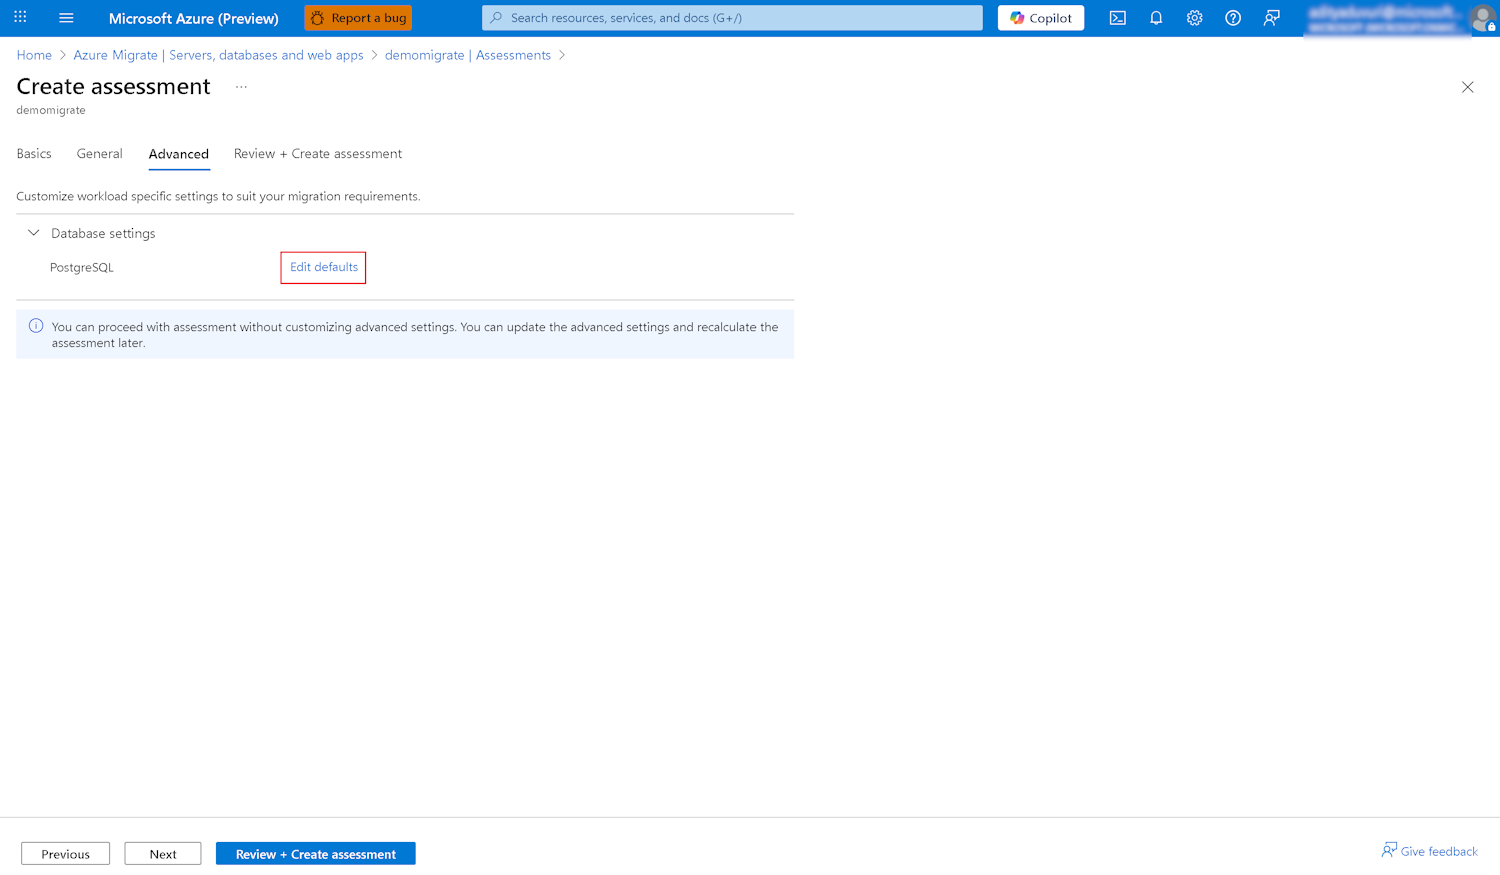 Microsoft Azure (Preview)
Report a bug
Search resources, services, and docs (G+/)
Copilot
Home > Azure Migrate | Servers, databases and web apps > demomigrate | Assessments >
Create assessment ...
demomigrate
Basics General Advanced Review + Create assessment
Customize workload specific settings to suit your migration requirements.
Database settings
PostgreSQL Edit defaults
You can proceed with assessment without customizing advanced settings. You can update the advanced settings and recalculate the
assessment later.
Previous Next Review + Create assessment
Give feedback